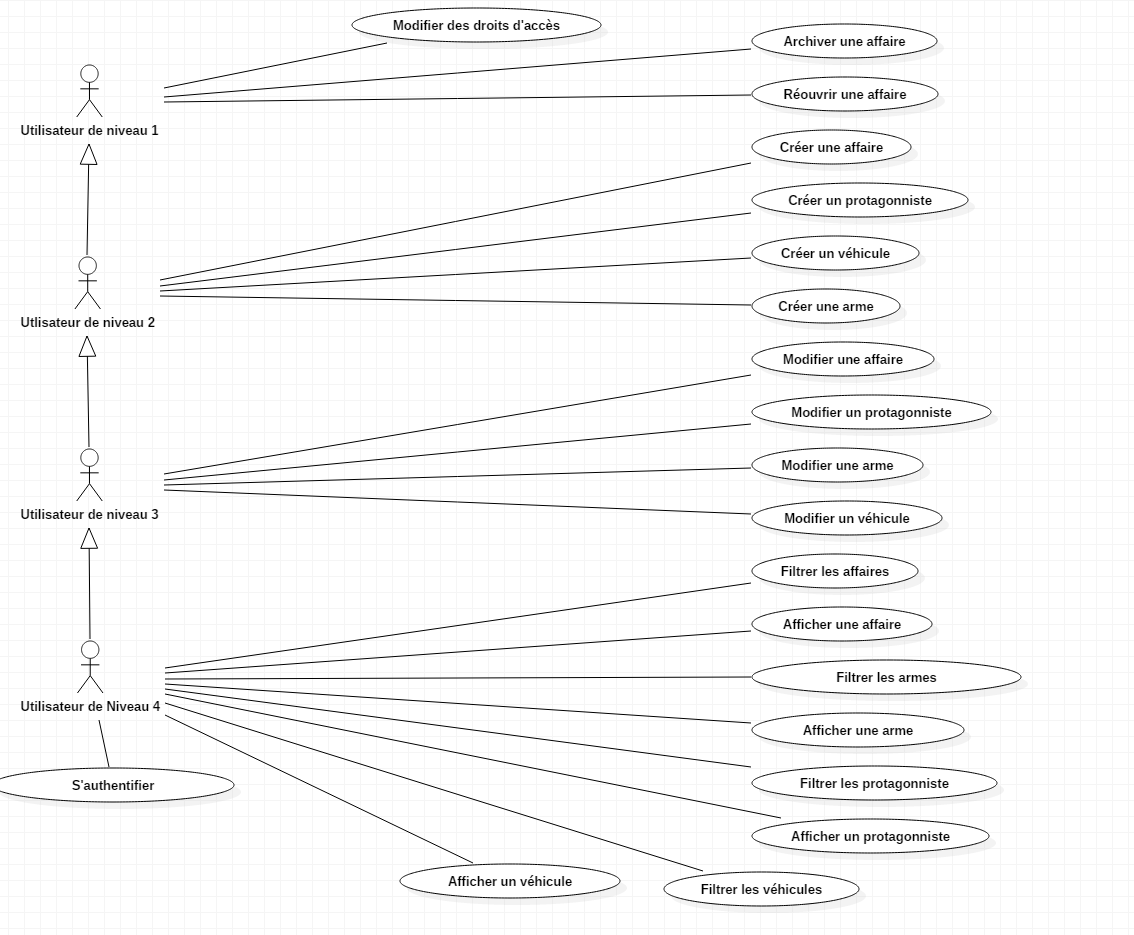 Modifier des droits d'accès
Archiver une affaire
Réouvrir une affaire
Utilisateur de niveau 1
Créer une affaire
Créer un protagonniste
Créer un véhicule
Créer une arme
Utlisateur de niveau 2
Modifier une affaire
Modifier un protagonniste
Modifier une arme
Modifier un véhicule
Utilisateur de niveau 3
Filtrer les affaires
Afficher une affaire
Filtrer les armes
Afficher une arme
Filtrer les protagonniste
Afficher un protagonniste
Utilisateur de Niveau 4
S'authentifier
Afficher un véhicule
Filtrer les véhicules